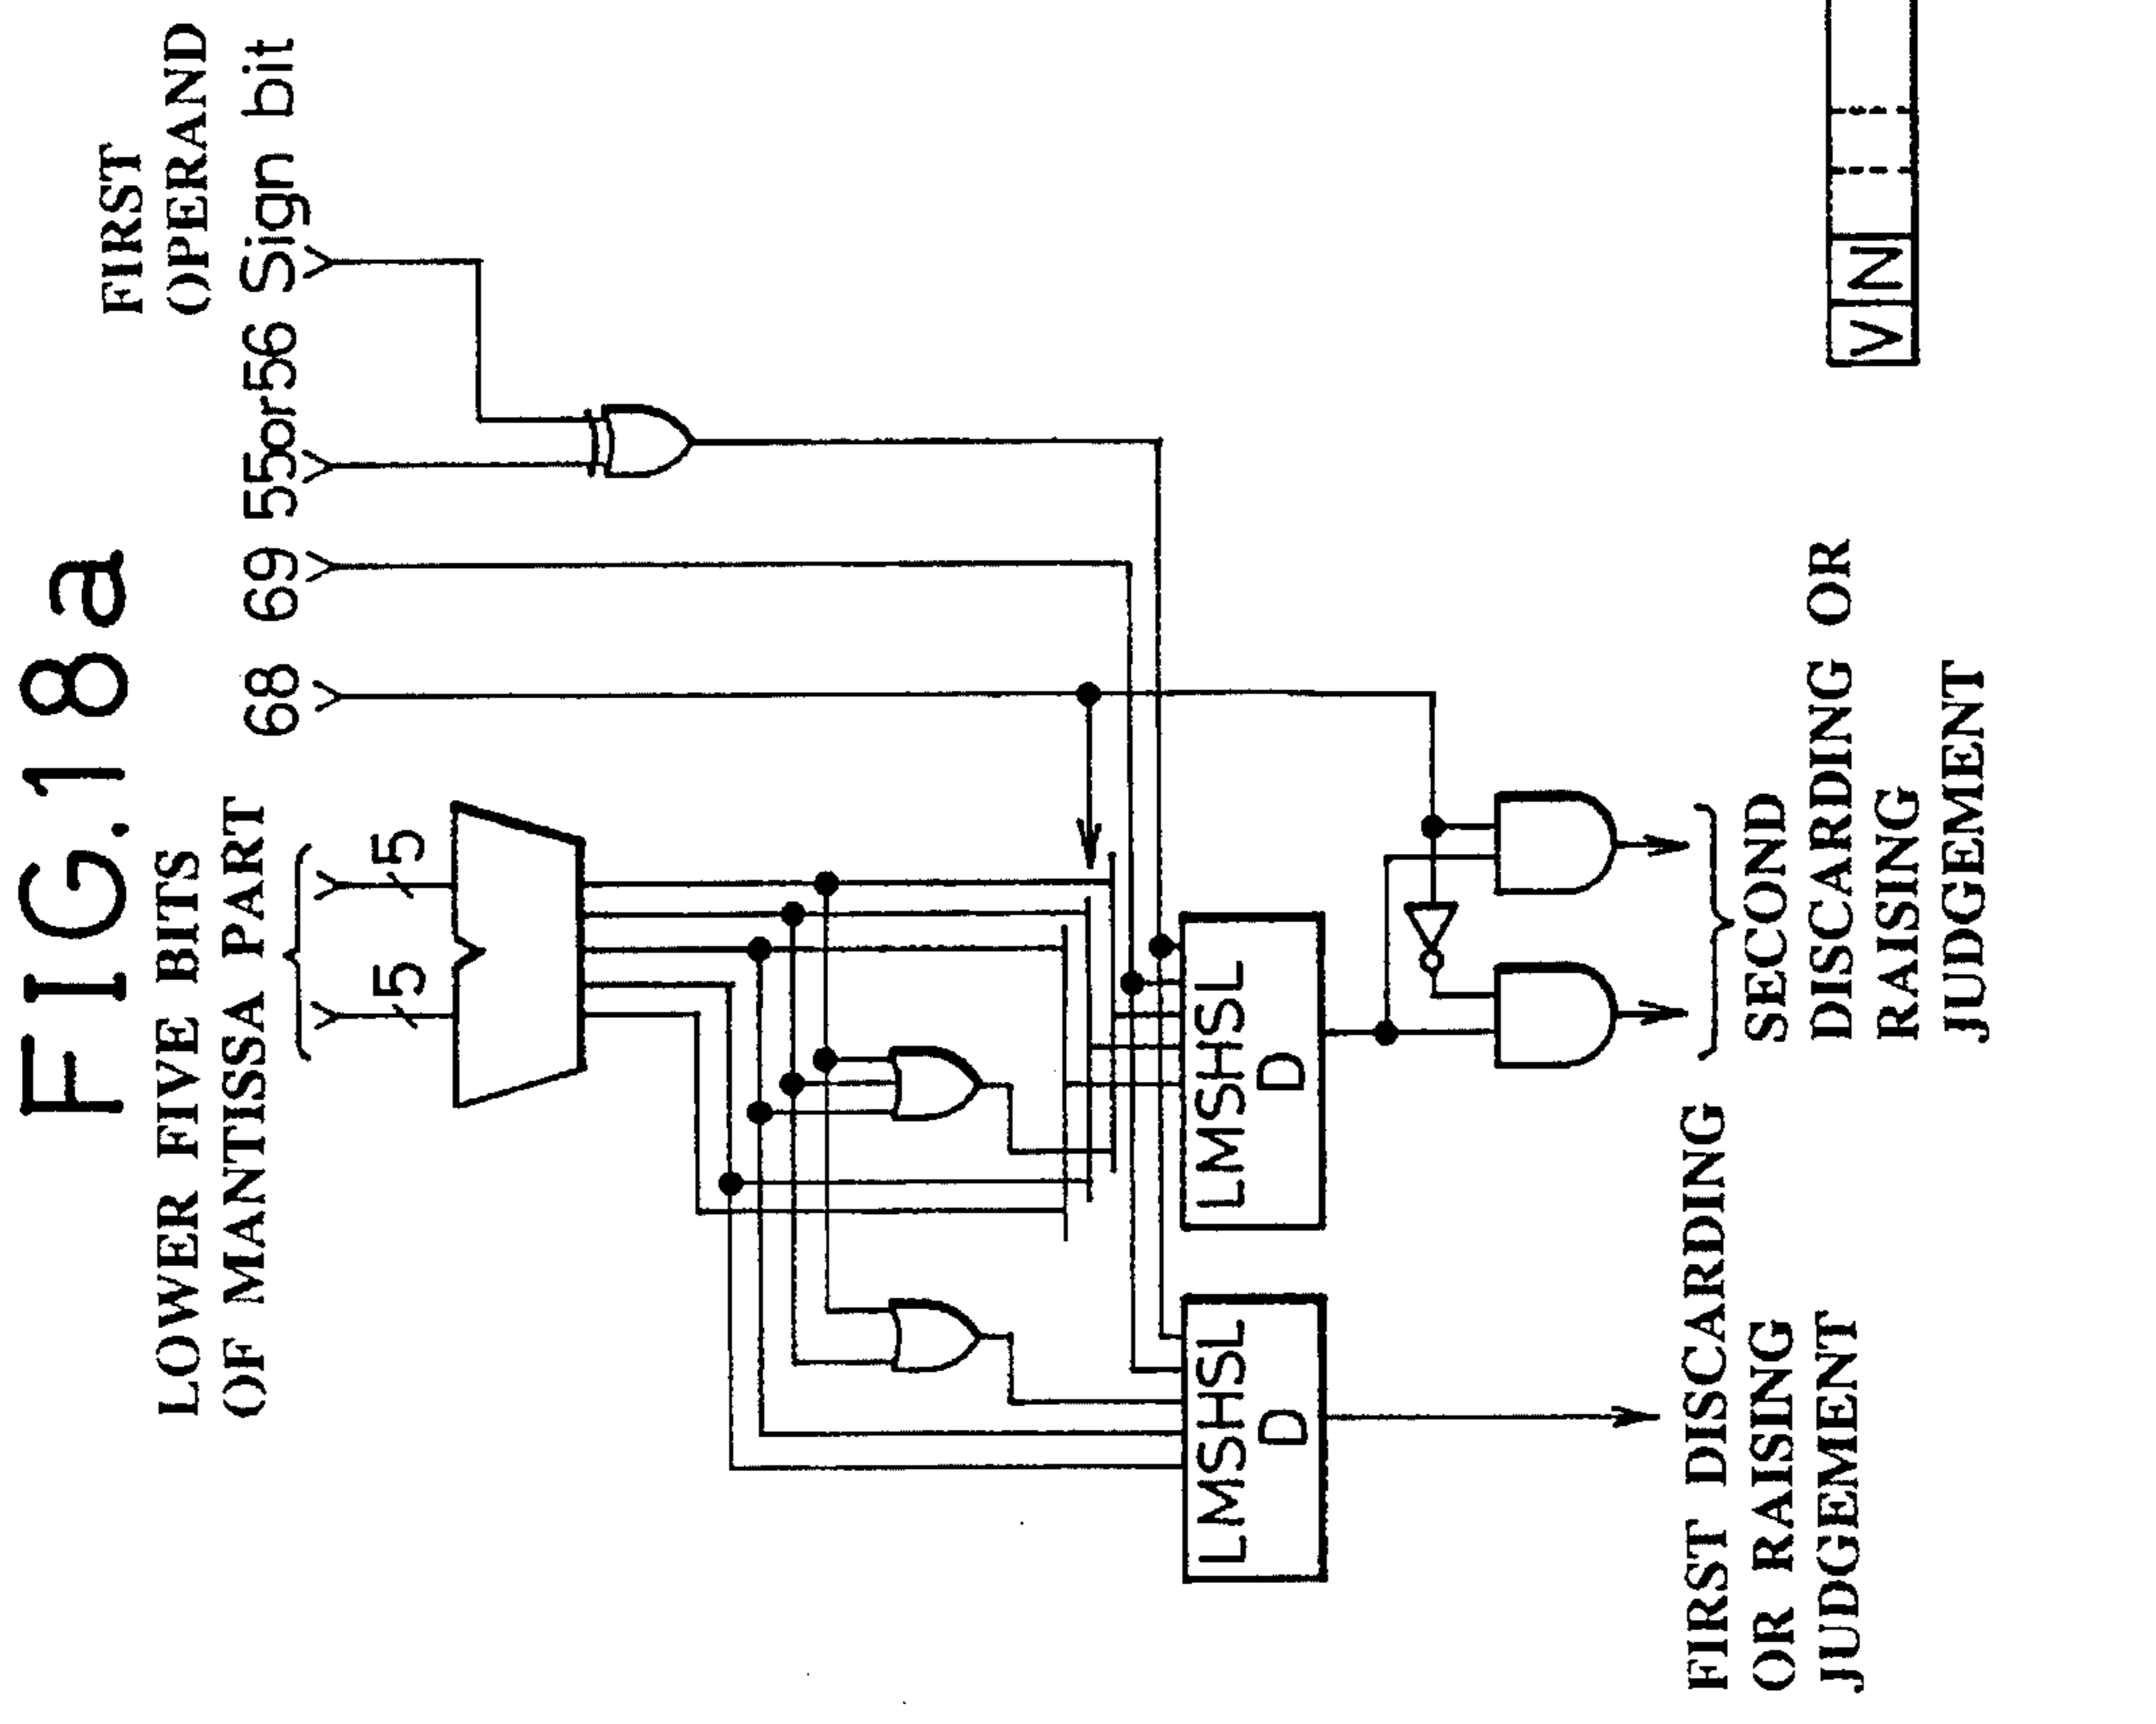 FIG.18a
FIRST
OPERAND
LOWER FIVE BITS
OF MANTISSA PART
68 69 55or56 Sign bit
5 5
LMSHSL
D
LMSHSL
D
FIRST DISCARDING
OR RAISING
JUDGEMENT
SECOND
DISCARDING OR
RAISING
JUDGEMENT
V N